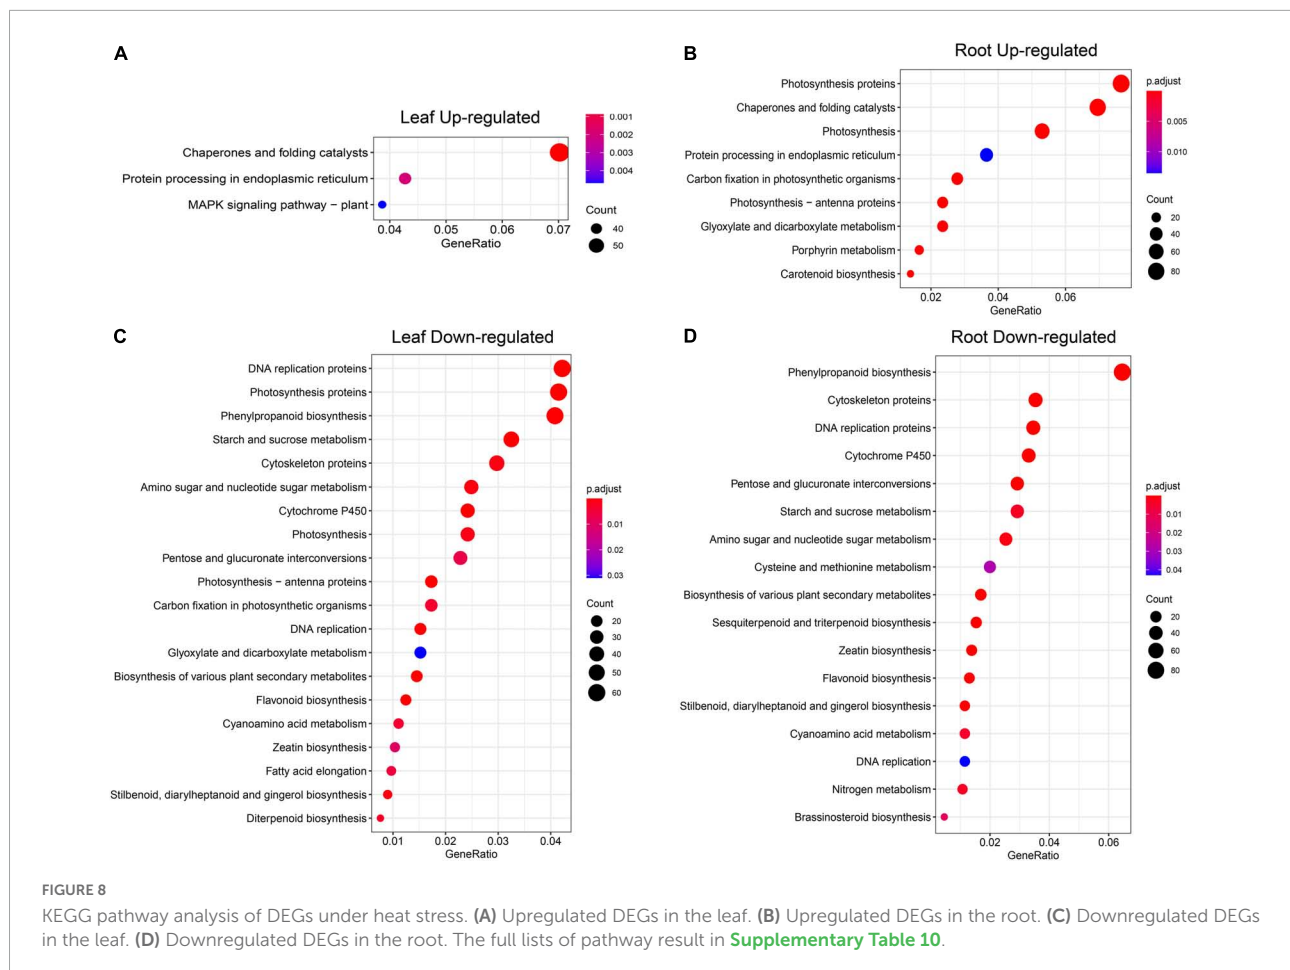 A
Leaf Up-regulated
Chaperones and folding catalysts
Protein processing in endoplasmic reticulum
MAPK signaling pathway − plant
0.04 0.05 0.06 0.07
GeneRatio
0.001
0.002
0.003
0.004
Count
40
50
B
Root Up-regulated
Photosynthesis proteins
Chaperones and folding catalysts
Photosynthesis
Protein processing in endoplasmic reticulum
Carbon fixation in photosynthetic organisms
Photosynthesis − antenna proteins
Glyoxylate and dicarboxylate metabolism
Porphyrin metabolism
Carotenoid biosynthesis
0.02 0.04 0.06
GeneRatio
p.adjust
0.005
0.010
Count
20
40
60
80
C
Leaf Down-regulated
DNA replication proteins
Photosynthesis proteins
Phenylpropanoid biosynthesis
Starch and sucrose metabolism
Cytoskeleton proteins
Amino sugar and nucleotide sugar metabolism
Cytochrome P450
Photosynthesis
Pentose and glucuronate interconversions
Photosynthesis − antenna proteins
Carbon fixation in photosynthetic organisms
DNA replication
Glyoxylate and dicarboxylate metabolism
Biosynthesis of various plant secondary metabolites
Flavonoid biosynthesis
Cyanoamino acid metabolism
Zeatin biosynthesis
Fatty acid elongation
Stilbenoid, diarylheptanoid and gingerol biosynthesis
Diterpenoid biosynthesis
0.01 0.02 0.03 0.04
GeneRatio
p.adjust
0.01
0.02
0.03
Count
20
30
40
50
60
D
Root Down-regulated
Phenylpropanoid biosynthesis
Cytoskeleton proteins
DNA replication proteins
Cytochrome P450
Pentose and glucuronate interconversions
Starch and sucrose metabolism
Amino sugar and nucleotide sugar metabolism
Cysteine and methionine metabolism
Biosynthesis of various plant secondary metabolites
Sesquiterpenoid and triterpenoid biosynthesis
Zeatin biosynthesis
Flavonoid biosynthesis
Stilbenoid, diarylheptanoid and gingerol biosynthesis
Cyanoamino acid metabolism
DNA replication
Nitrogen metabolism
Brassinosteroid biosynthesis
0.02 0.04 0.06
GeneRatio
p.adjust
0.01
0.02
0.03
0.04
Count
20
40
60
80
FIGURE 8
KEGG pathway analysis of DEGs under heat stress. (A) Upregulated DEGs in the leaf. (B) Upregulated DEGs in the root. (C) Downregulated DEGs
in the leaf. (D) Downregulated DEGs in the root. The full lists of pathway result in Supplementary Table 10.